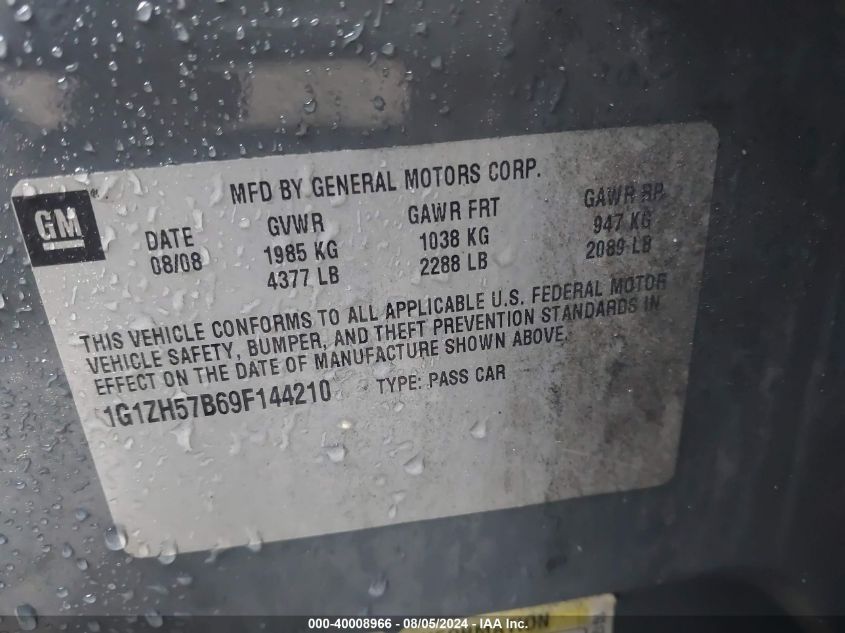 MFD BY GENERAL MOTORS CORP.
GM
DATE GVWR GAWR FRT GAWR RR
08/08 1985 KG 1038 KG 947 KG
4377 LB 2288 LB 2089 LB
THIS VEHICLE CONFORMS TO ALL APPLICABLE U.S. FEDERAL MOTOR
VEHICLE SAFETY, BUMPER, AND THEFT PREVENTION STANDARDS IN
EFFECT ON THE DATE OF MANUFACTURE SHOWN ABOVE.
1G1ZH57B69F144210 TYPE: PASS CAR
000-40008966 - 08/05/2024 - IAA Inc.